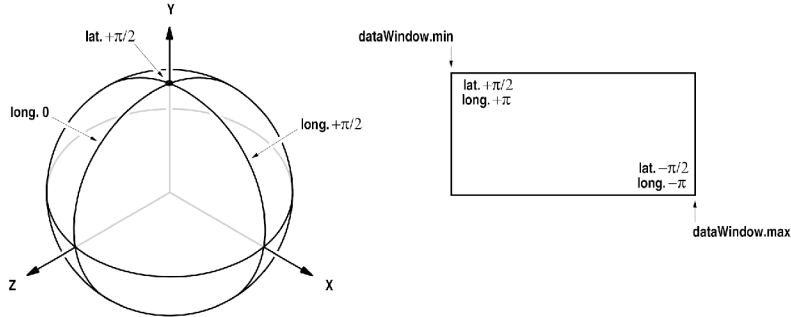 Y
lat. +π/2
long. 0
long. +π/2
Z
X
dataWindow.min
lat. +π/2
long. +π
lat. −π/2
long. −π
dataWindow.max